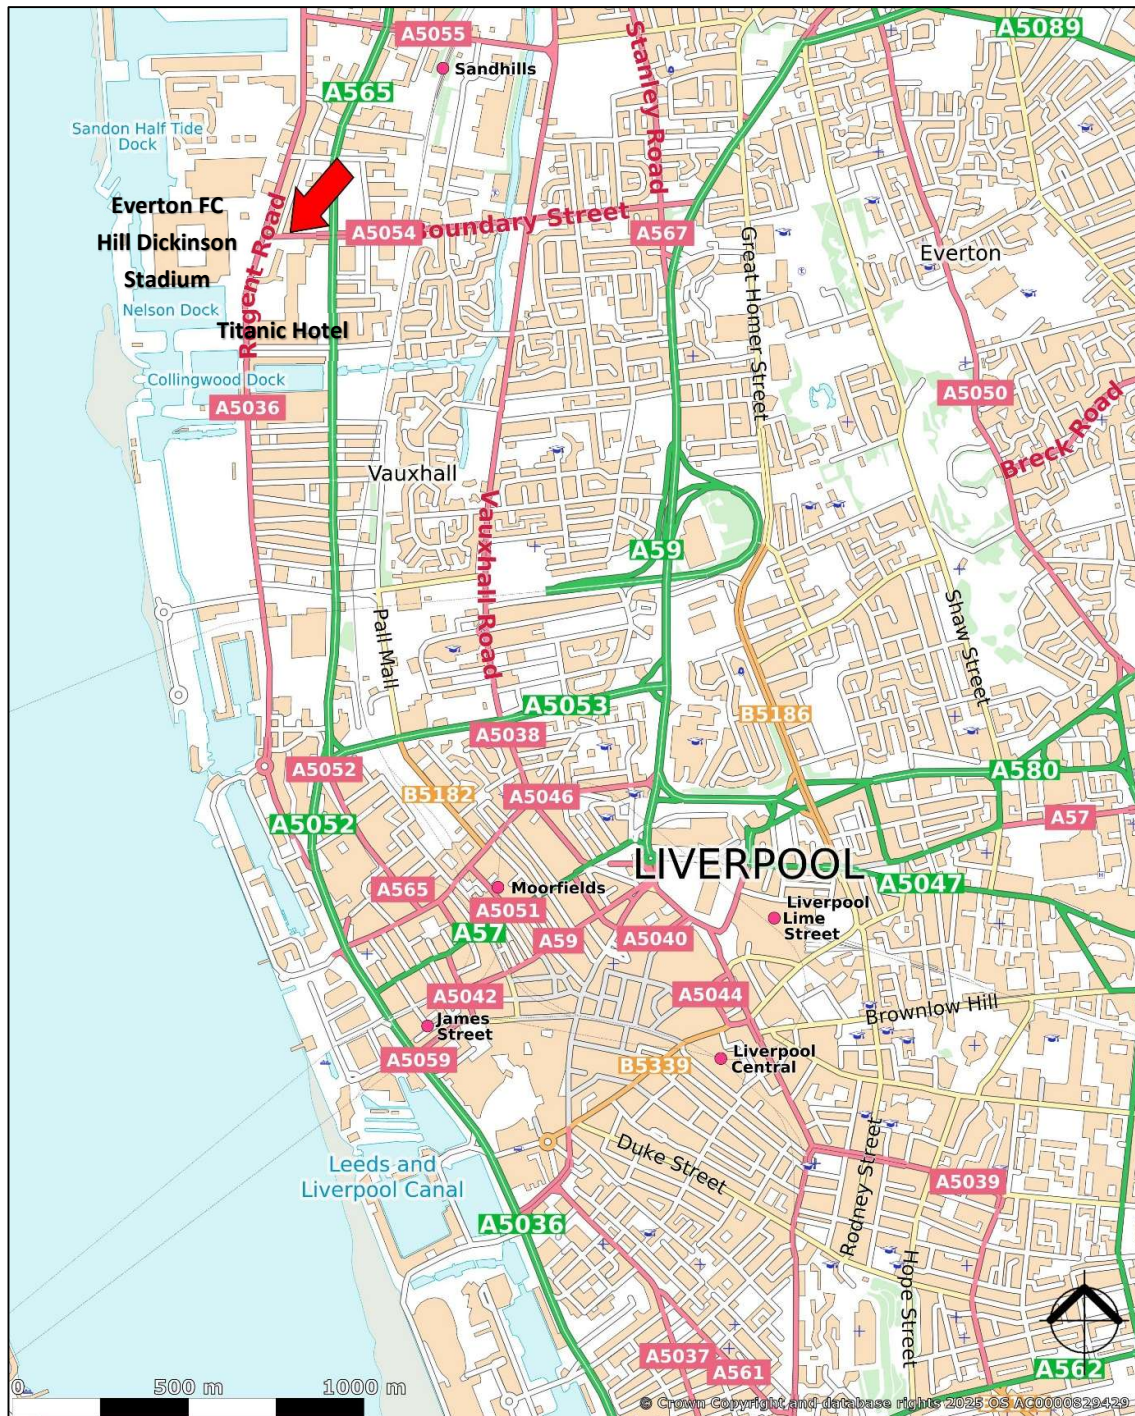 A5055
A5089
Sandhills
Stanley Road
A565
Sandon Half Tide
Dock
Everton FC
Hill Dickinson
Stadium
Regent Road
A5054
Boundary Street
A567
Great Homer Street
Everton
Nelson Dock
Titanic Hotel
Collingwood Dock
A5036
A5050
Breck Road
Vauxhall
Vauxhall Road
A59
Pall Mall
Shaw Street
A5053
B5186
A5038
A5052
A580
B5182
A5046
A57
A5052
LIVERPOOL
A565
Moorfields
A5047
A5051
Liverpool
Lime
Street
A57
A59
A5040
A5042
A5044
Brownlow Hill
James
Street
A5059
B5339
Liverpool
Central
Duke Street
Leeds and
Liverpool Canal
Rodney Street
A5039
A5036
Hope Street
A5037
A561
A562
0
500 m
1000 m
© Crown Copyright and database rights 2025 OS AC0000829429